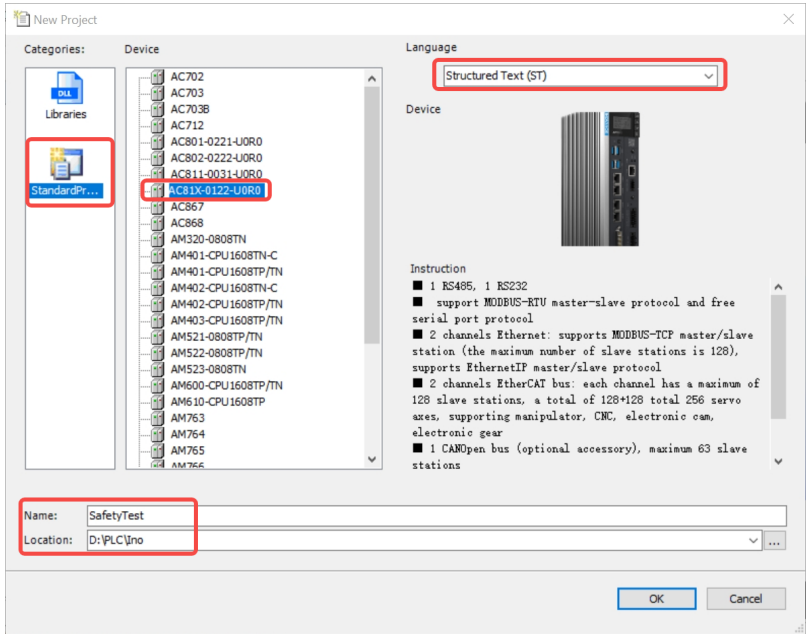 New Project
Categories:
Device
Language
Libraries
StandardPr...
AC702
AC703
AC703B
AC712
AC801-0221-U0R0
AC802-0222-U0R0
AC811-0031-U0R0
AC81X-0122-U0R0
AC867
AC868
AM320-0808TN
AM401-CPU1608TN-C
AM401-CPU1608TP/TN
AM402-CPU1608TN-C
AM402-CPU1608TP/TN
AM403-CPU1608TP/TN
AM521-0808TP/TN
AM522-0808TP/TN
AM523-0808TN
AM600-CPU1608TP/TN
AM610-CPU1608TP
AM763
AM764
AM765
AM766
Structured Text (ST)
Device
Instruction
■ 1 RS485, 1 RS232
■ support MODBUS-RTU master-slave protocol and free
serial port protocol
■ 2 channels Ethernet: supports MODBUS-TCP master/slave
station (the maximum number of slave stations is 128),
supports EthernetIP master/slave protocol
■ 2 channels EtherCAT bus: each channel has a maximum of
128 slave stations, a total of 128+128 total 256 servo
axes, supporting manipulator, CNC, electronic cam,
electronic gear
■ 1 CANOpen bus (optional accessory), maximum 63 slave
stations
Name:
SafetyTest
Location:
D:\PLC\Ino
...
OK
Cancel